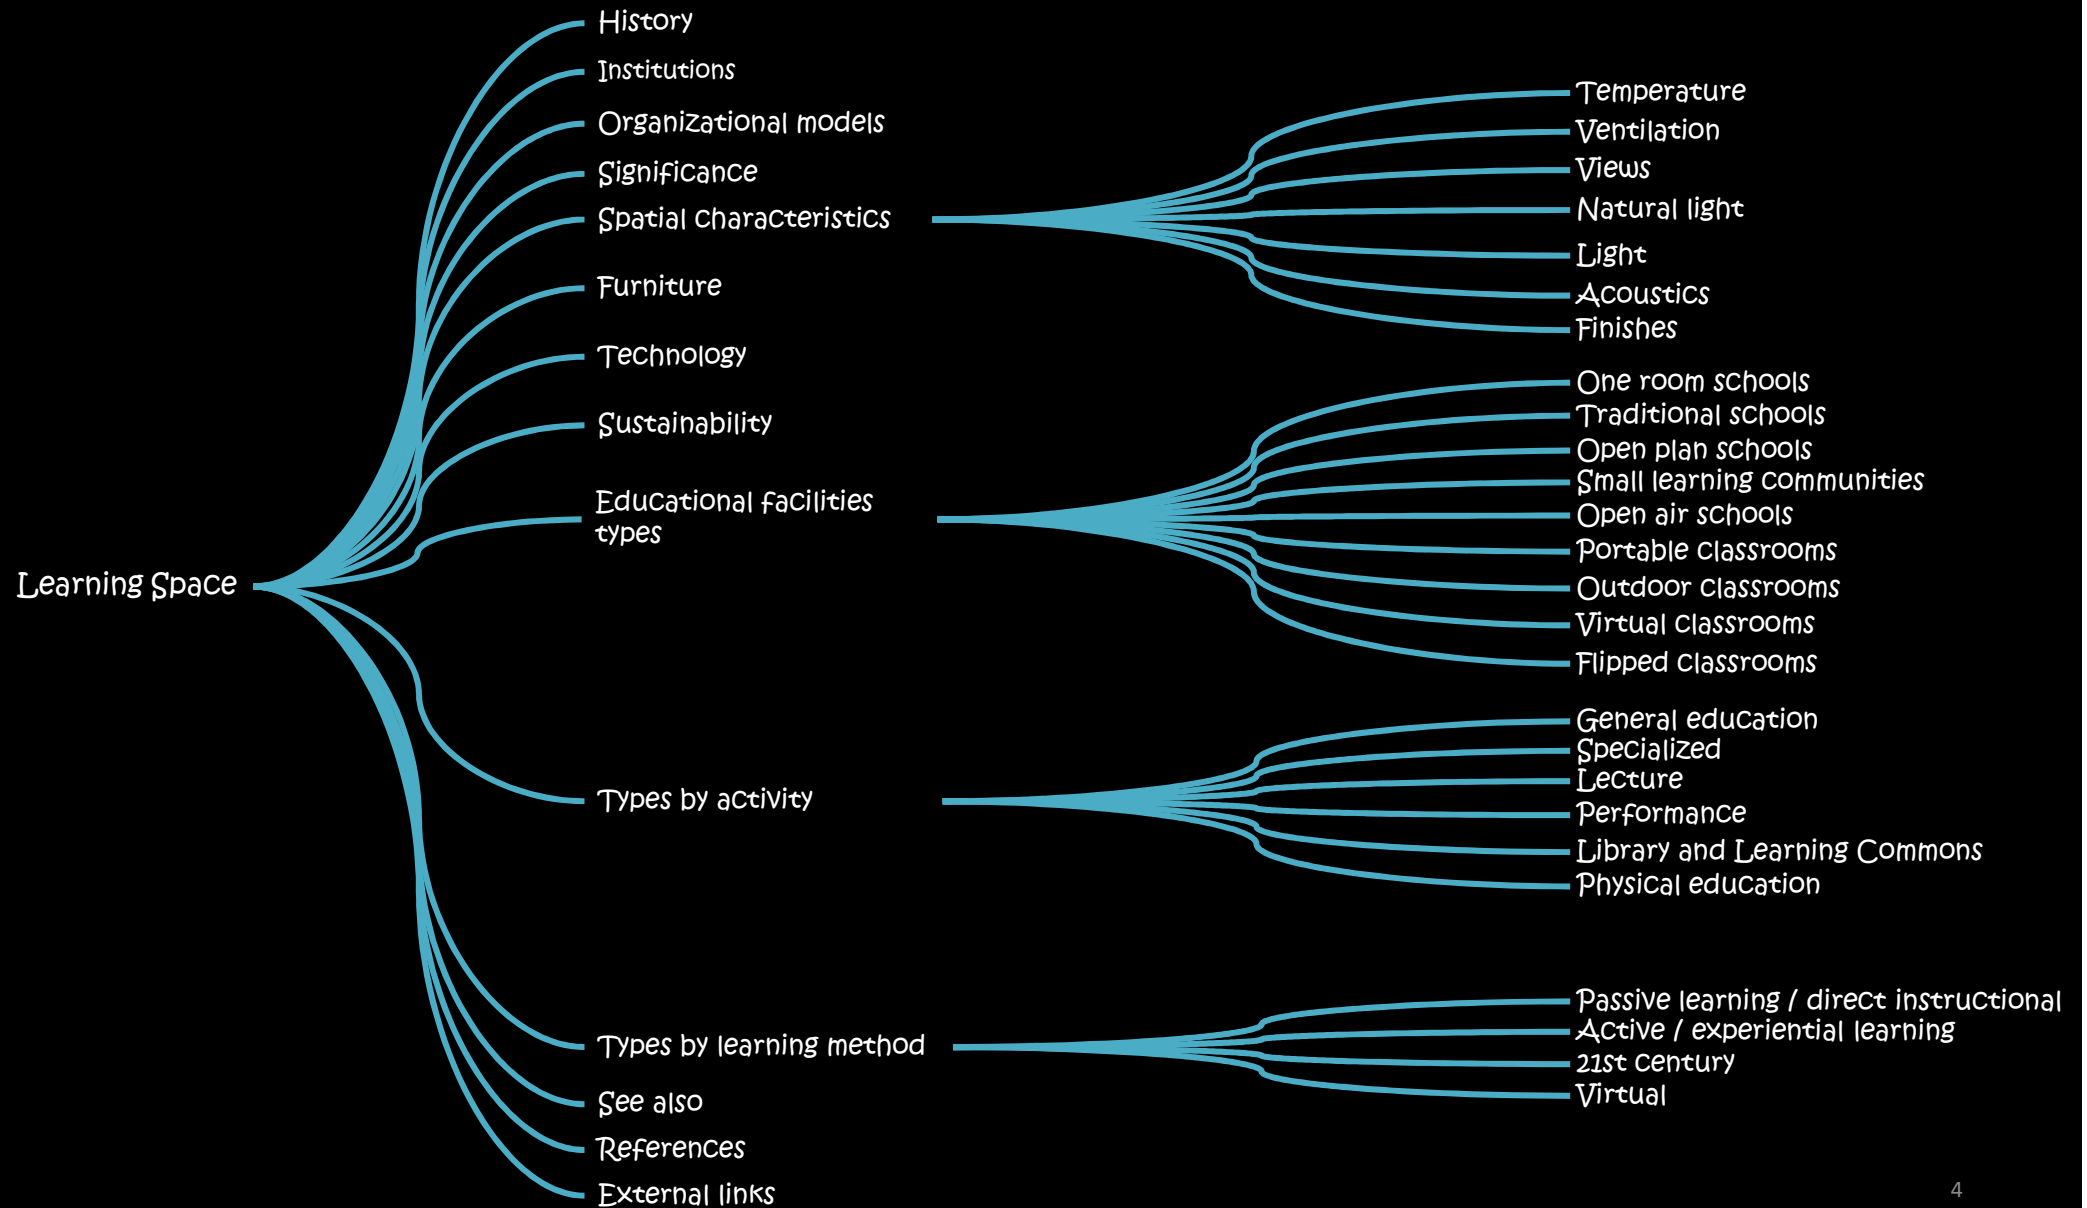 Learning Space
History
Institutions
Organizational models
Significance
Spatial characteristics
Furniture
Technology
Sustainability
Educational facilities
types
Types by activity
Types by learning method
See also
References
External links
Temperature
Ventilation
Views
Natural light
Light
Acoustics
Finishes
One room schools
Traditional schools
Open plan schools
Small learning communities
Open air schools
Portable classrooms
Outdoor classrooms
Virtual classrooms
Flipped classrooms
General education
Specialized
Lecture
Performance
Library and Learning Commons
Physical education
Passive learning / direct instructional
Active / experiential learning
21st century
Virtual
4